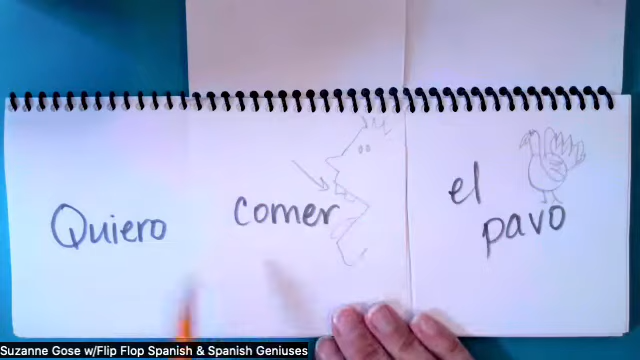 Quiero
comer
el
pavo
Suzanne Gose w/Flip Flop Spanish & Spanish Geniuses